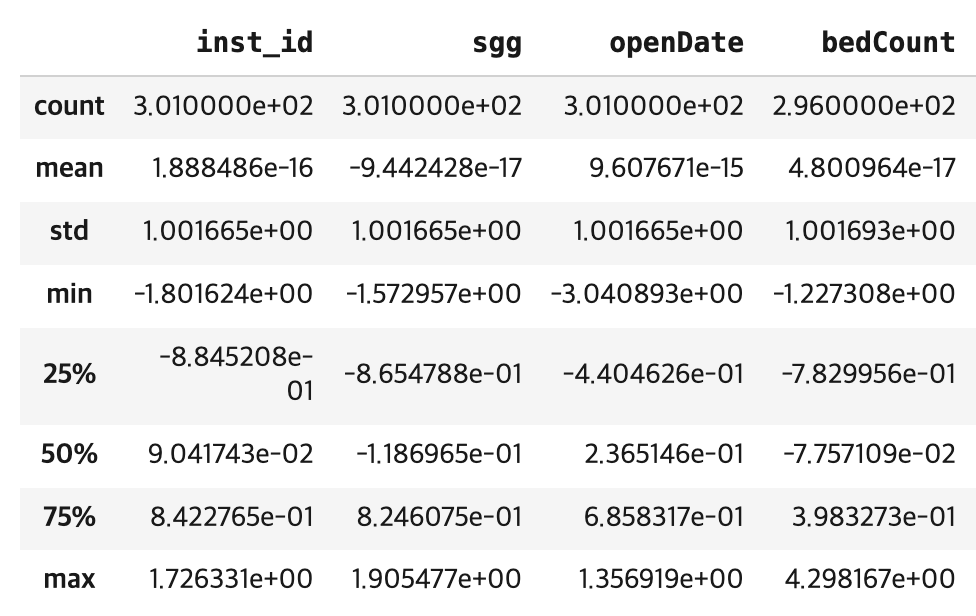 inst_id sgg openDate bedCount
count 3.010000e+02 3.010000e+02 3.010000e+02 2.960000e+02
mean 1.888486e-16 -9.442428e-17 9.607671e-15 4.800964e-17
std 1.001665e+00 1.001665e+00 1.001665e+00 1.001693e+00
min -1.801624e+00 -1.572957e+00 -3.040893e+00 -1.227308e+00
25% -8.845208e-
01 -8.654788e-01 -4.404626e-01 -7.829956e-01
50% 9.041743e-02 -1.186965e-01 2.365146e-01 -7.757109e-02
75% 8.422765e-01 8.246075e-01 6.858317e-01 3.983273e-01
max 1.726331e+00 1.905477e+00 1.356919e+00 4.298167e+00